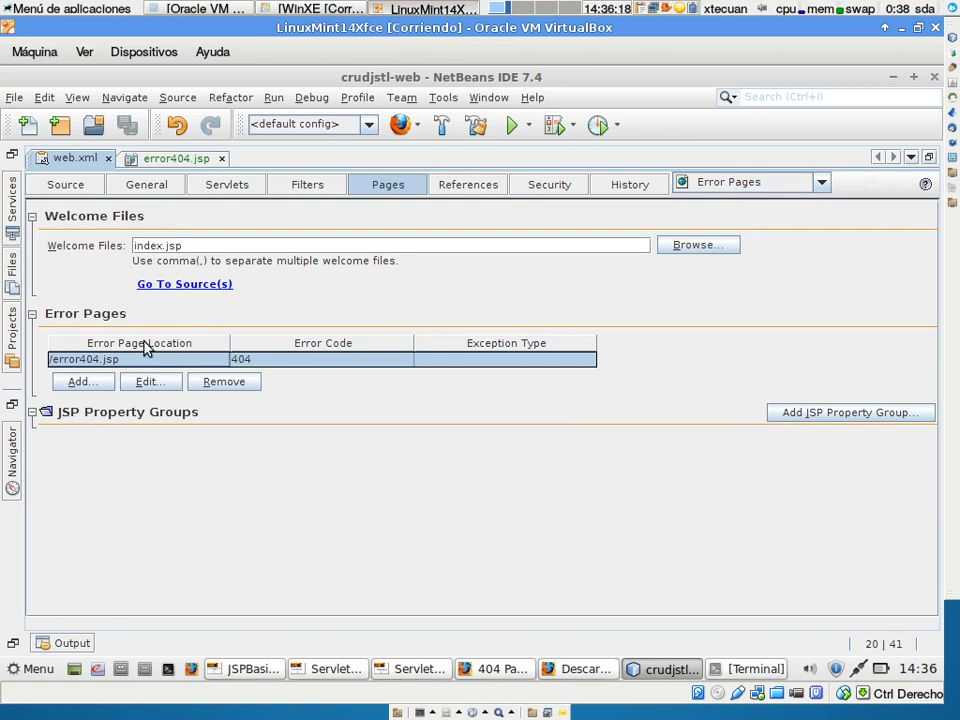 Menú de aplicaciones [Oracle VM ... [WinXE [Cor... LinuxMint14X... 14:36:18 xtecuan cpu mem swap 0:38 sda
LinuxMint14Xfce [Corriendo] - Oracle VM VirtualBox
Máquina Ver Dispositivos Ayuda
crudjstl-web - NetBeans IDE 7.4
File Edit View Navigate Source Refactor Run Debug Profile Team Tools Window Help Search (Ctrl+I)
<default config>
web.xml error404.jsp
Source General Servlets Filters Pages References Security History Error Pages
Services
Files
Projects
Navigator
Welcome Files
Welcome Files: index.jsp Browse...
Use comma(,) to separate multiple welcome files.
Go To Source(s)
Error Pages
Error Page Location Error Code Exception Type
/error404.jsp 404
Add... Edit... Remove
JSP Property Groups Add JSP Property Group...
Output 20 | 41
Menu JSPBasi... Servlet... Servlet... 404 Pa... Descar... crudjstl... [Terminal] 14:36
Ctrl Derecho